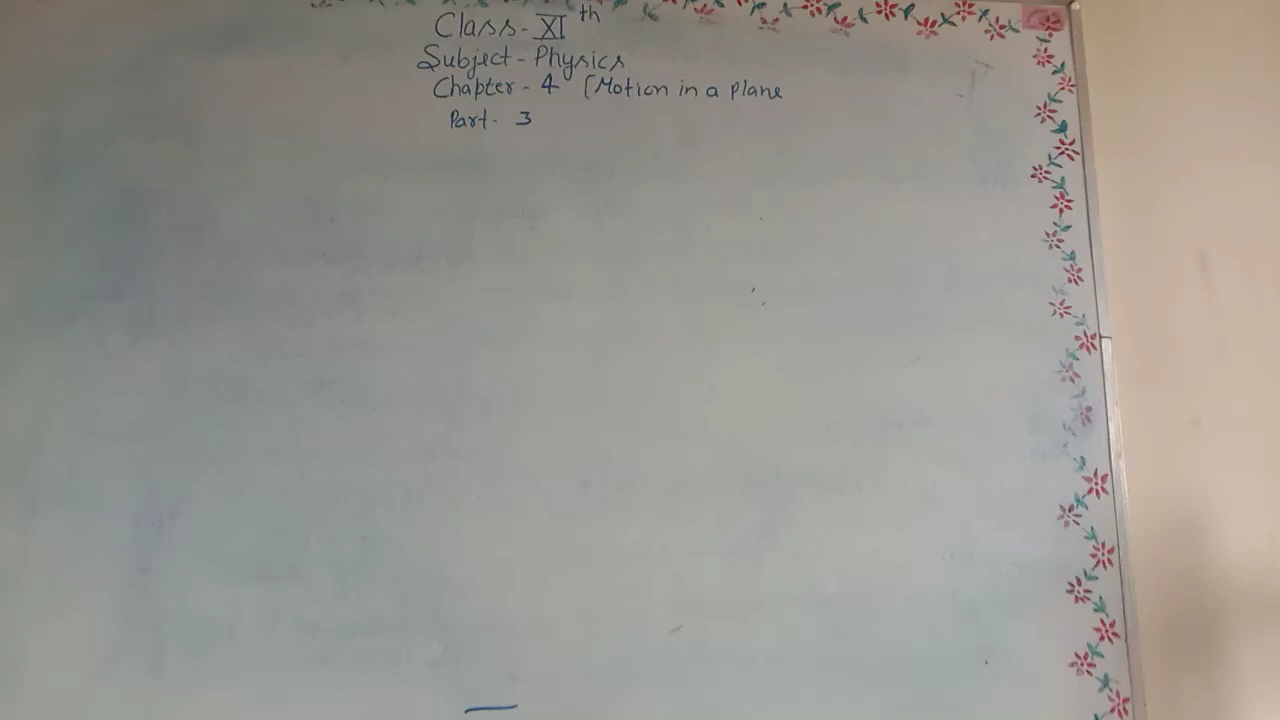 Class - XI th
Subject - Physics
Chapter - 4 (Motion in a plane
Part - 3